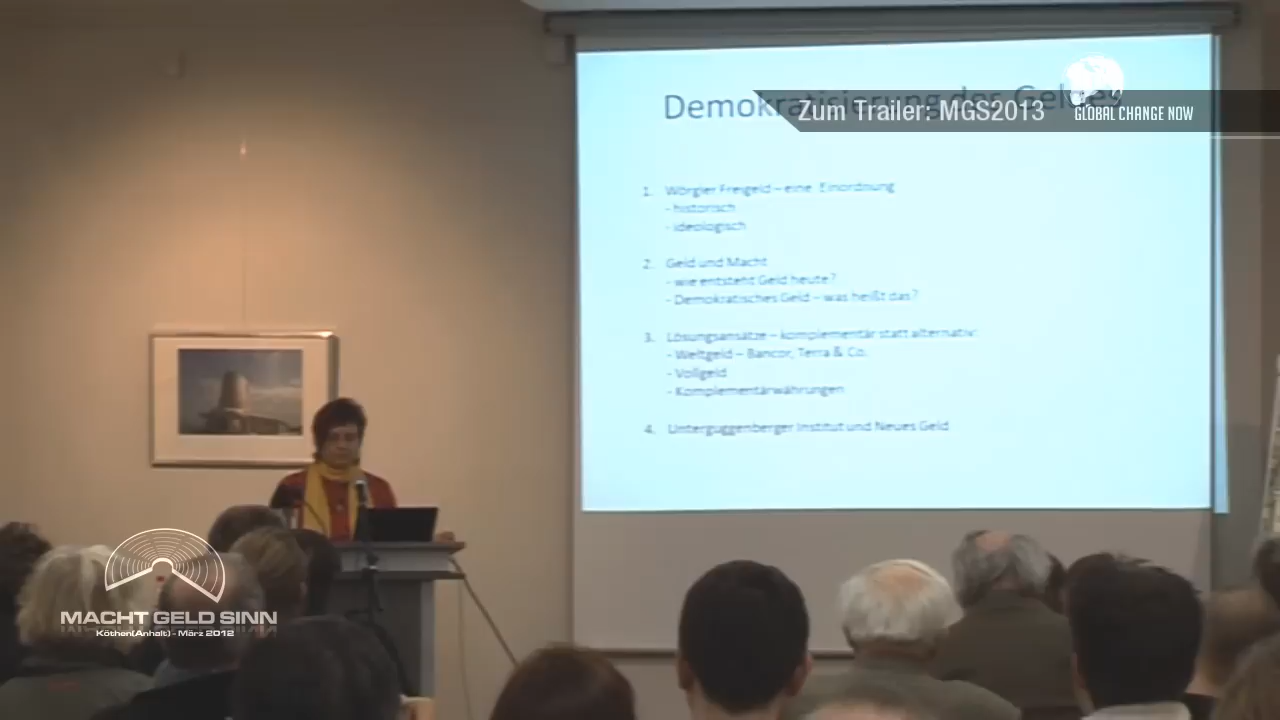 Demokratisierung des Geldes
Zum Trailer: MGS2013
GLOBAL CHANGE NOW
1. Wörgler Freigeld – eine Einordnung
- historisch
- ideologisch
2. Geld und Macht
- wie entsteht Geld heute?
- Demokratisches Geld – was heißt das?
3. Lösungsansätze – komplementär statt alternativ:
- Weltgeld – Bancor, Terra & Co.
- Vollgeld
- Komplementärwährungen
4. Unterguggenberger Institut und Neues Geld
MACHT GELD SINN
Köthen(Anhalt) - März 2012